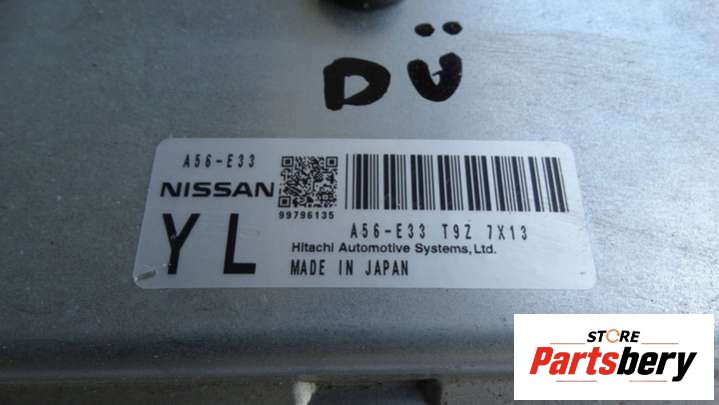 DÜ
A56-E33
NISSAN
99796135
YL
A56-E33 T9Z 7X13
Hitachi Automotive Systems, Ltd.
MADE IN JAPAN
STORE
Partsbery